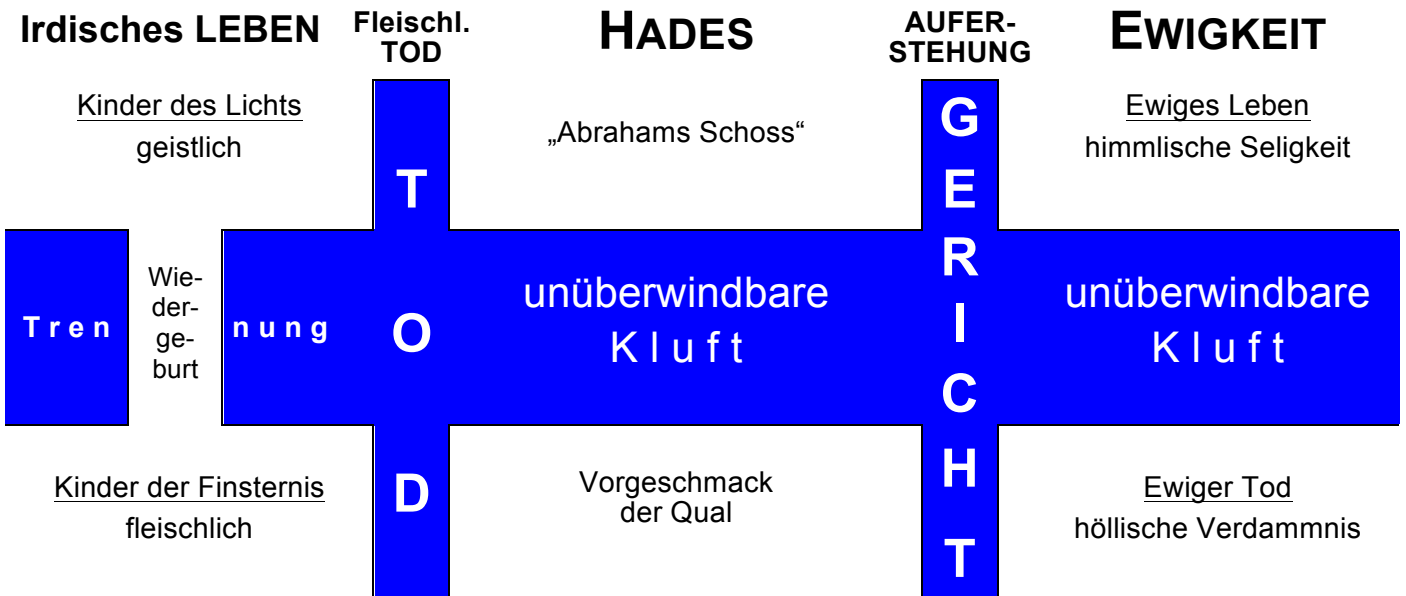 Irdisches LEBEN
Fleischl.
TOD
HADES
AUFER-
STEHUNG
EWIGKEIT
Kinder des Lichts
geistlich
„Abrahams Schoss“
Ewiges Leben
himmlische Seligkeit
T r e n
Wie-
der-
ge-
burt
n u n g
T
O
D
unüberwindbare
K l u f t
G
E
R
I
C
H
T
unüberwindbare
K l u f t
Kinder der Finsternis
fleischlich
Vorgeschmack
der Qual
Ewiger Tod
höllische Verdammnis